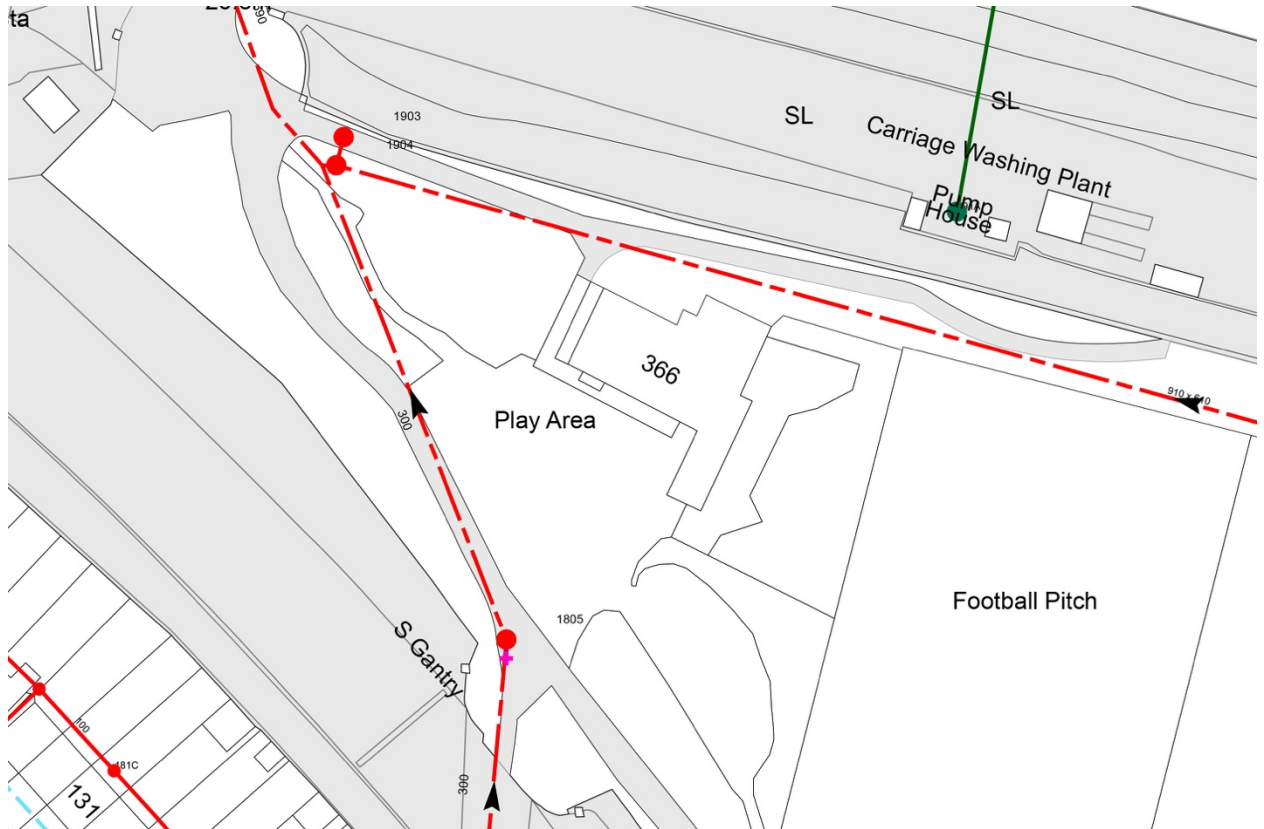 ta
1903
SL
SL
1904
Carriage Washing Plant
Pump
House
366
910 x 610
300
Play Area
Football Pitch
1805
S Gantry
100
481C
300
131